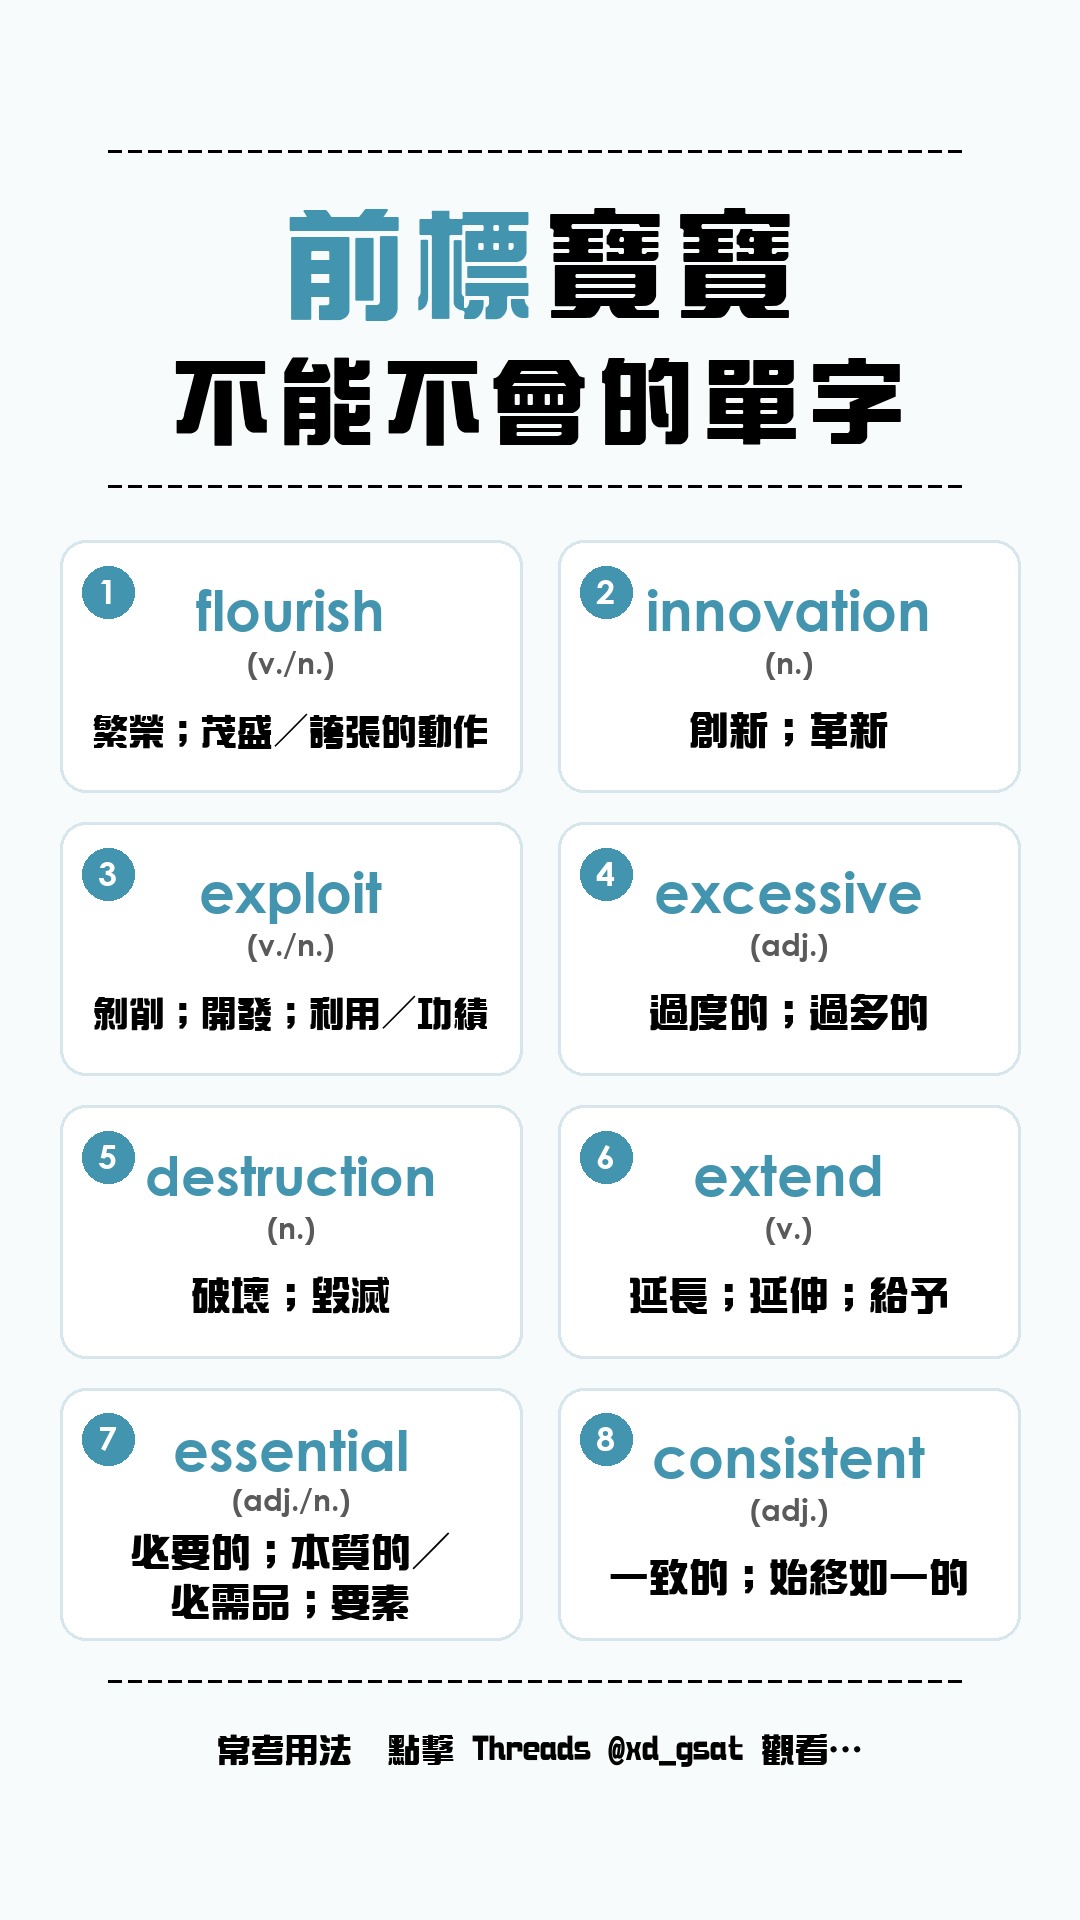 前標寶寶
不能不會的單字
1
flourish
(v./n.)
繁榮；茂盛／誇張的動作
2
innovation
(n.)
創新；革新
3
exploit
(v./n.)
剝削；開發；利用／功績
4
excessive
(adj.)
過度的；過多的
5
destruction
(n.)
破壞；毀滅
6
extend
(v.)
延長；延伸；給予
7
essential
(adj./n.)
必要的；本質的／
必需品；要素
8
consistent
(adj.)
一致的；始終如一的
常考用法　點擊 Threads @xd_gsat 觀看…